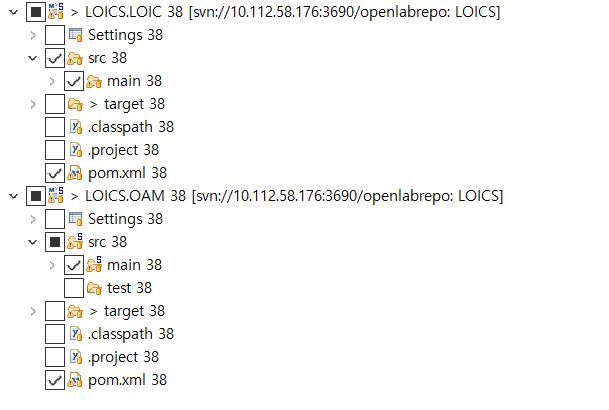 > LOICS.LOIC 38 [svn://10.112.58.176:3690/openlabrepo: LOICS]
Settings 38
src 38
main 38
> target 38
.classpath 38
.project 38
pom.xml 38
> LOICS.OAM 38 [svn://10.112.58.176:3690/openlabrepo: LOICS]
Settings 38
src 38
main 38
test 38
> target 38
.classpath 38
.project 38
pom.xml 38